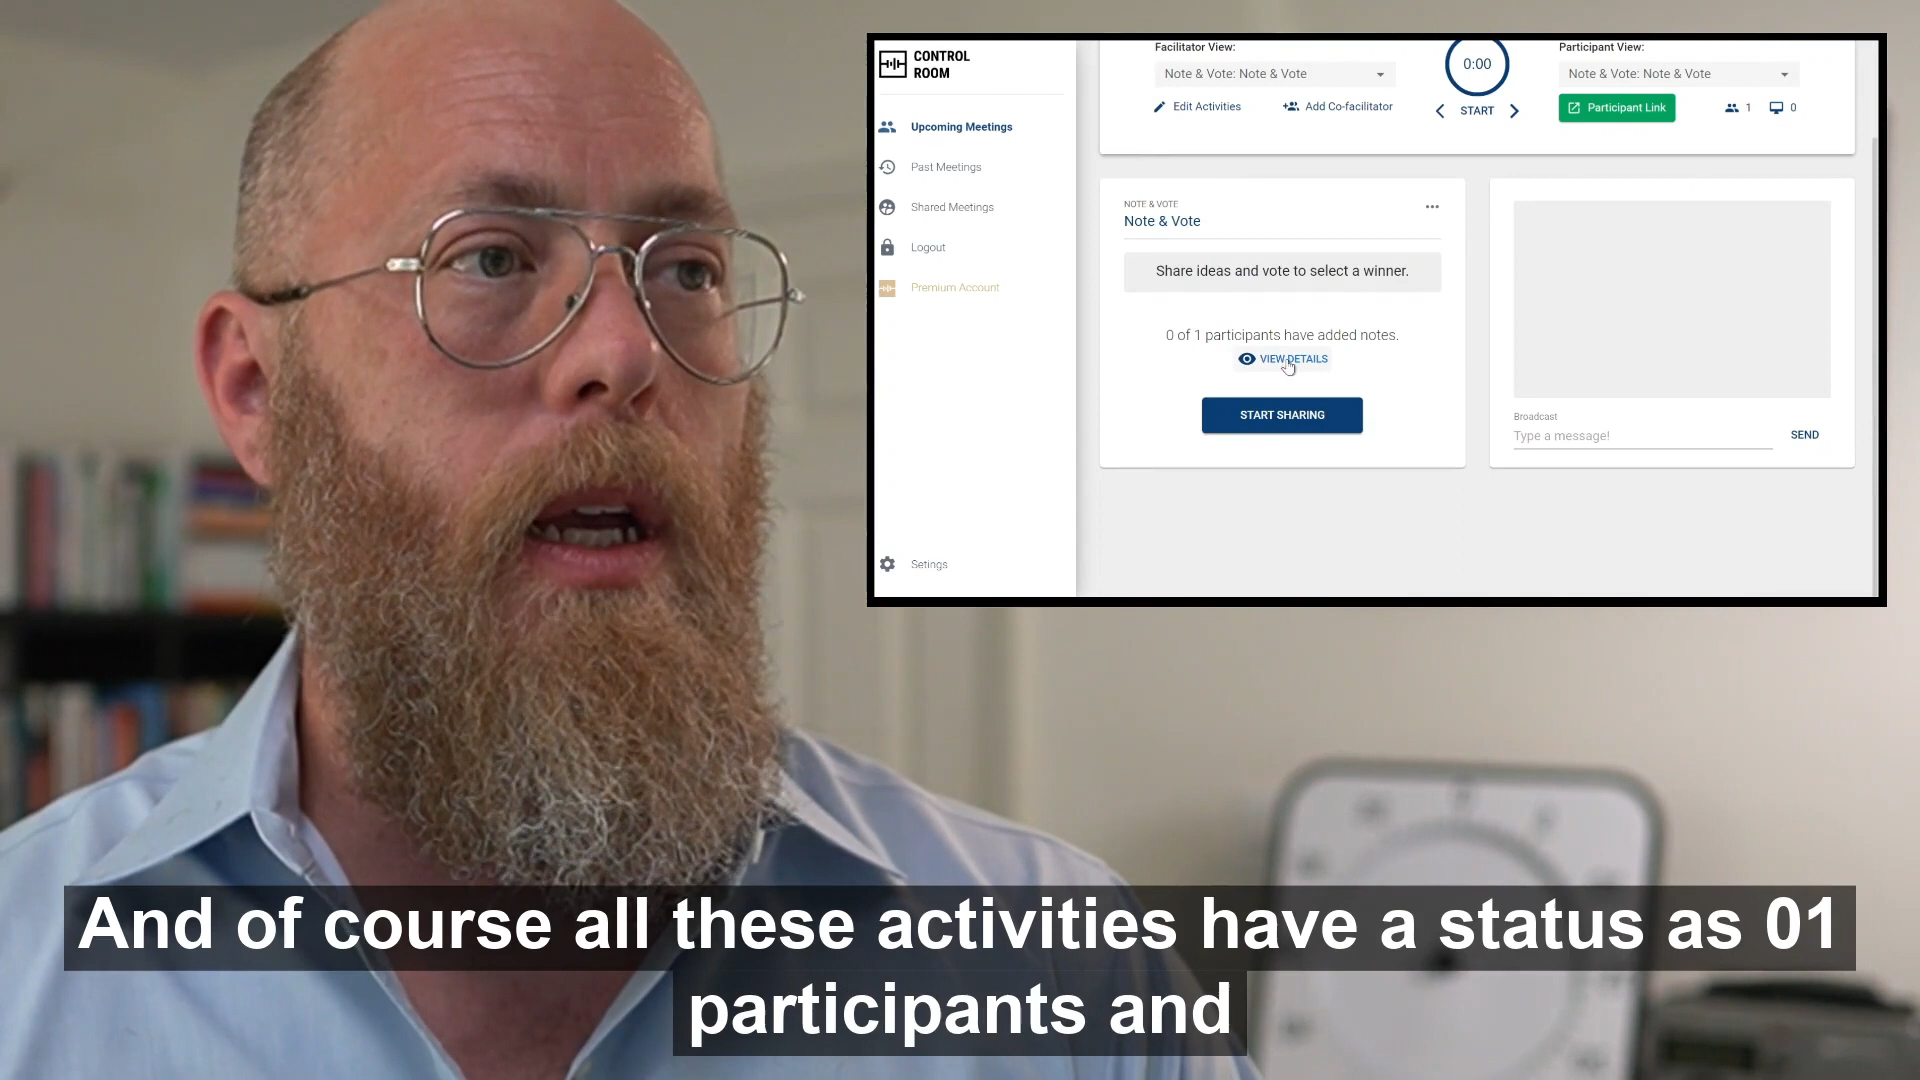 CONTROL
ROOM
Upcoming Meetings
Past Meetings
Shared Meetings
Logout
Premium Account
Setings
Facilitator View:
Note & Vote: Note & Vote
Edit Activities
Add Co-facilitator
0:00
START
Participant View:
Note & Vote: Note & Vote
Participant Link
1
0
NOTE & VOTE
Note & Vote
Share ideas and vote to select a winner.
0 of 1 participants have added notes.
VIEW DETAILS
START SHARING
Broadcast
Type a message!
SEND
And of course all these activities have a status as 01
participants and